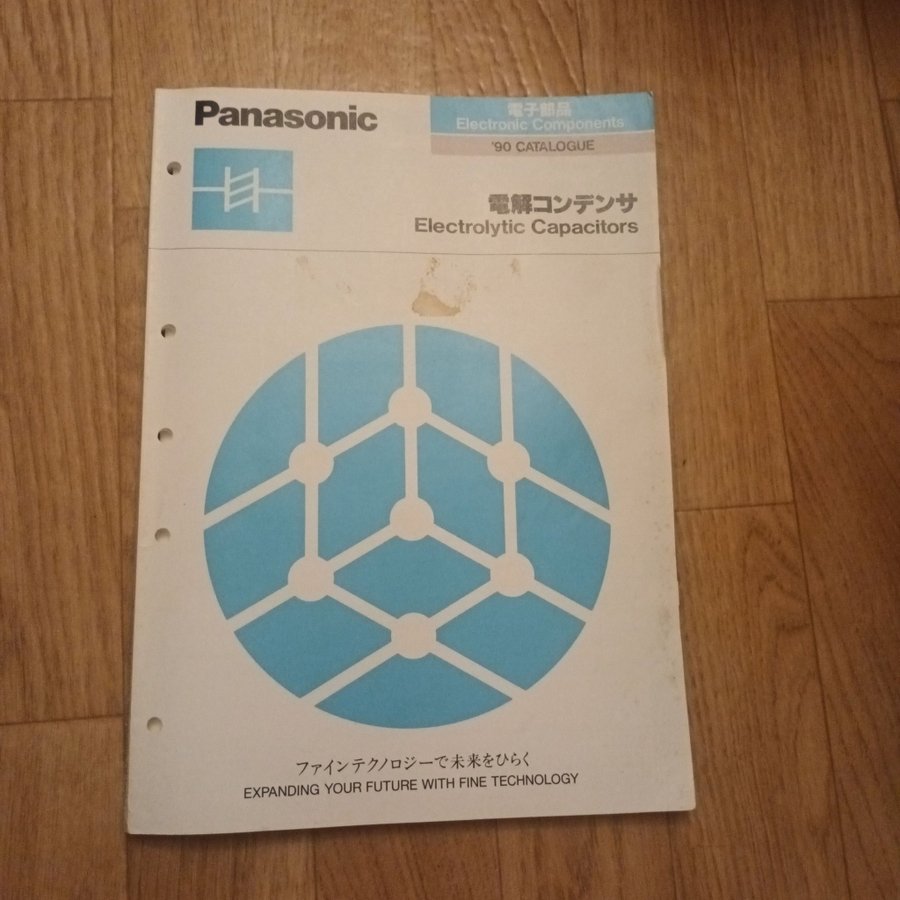 Panasonic
電子部品
Electronic Components
'90 CATALOGUE
電解コンデンサ
Electrolytic Capacitors
ファインテクノロジーで未来をひらく
EXPANDING YOUR FUTURE WITH FINE TECHNOLOGY